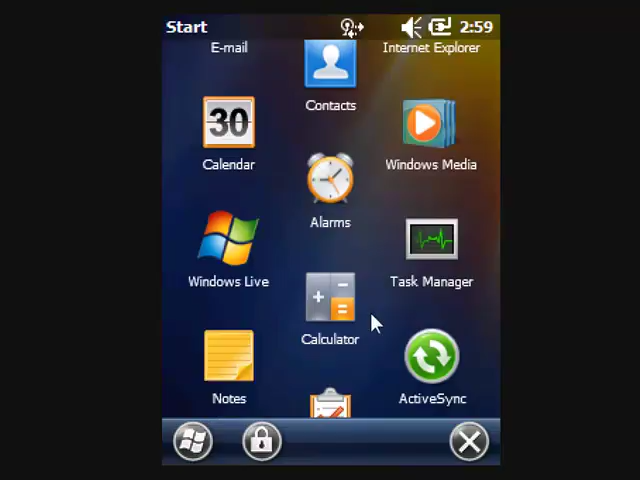 Start 2:59
E-mail Internet Explorer
Contacts
30
Calendar Windows Media
Alarms
Windows Live Task Manager
Calculator
Notes ActiveSync